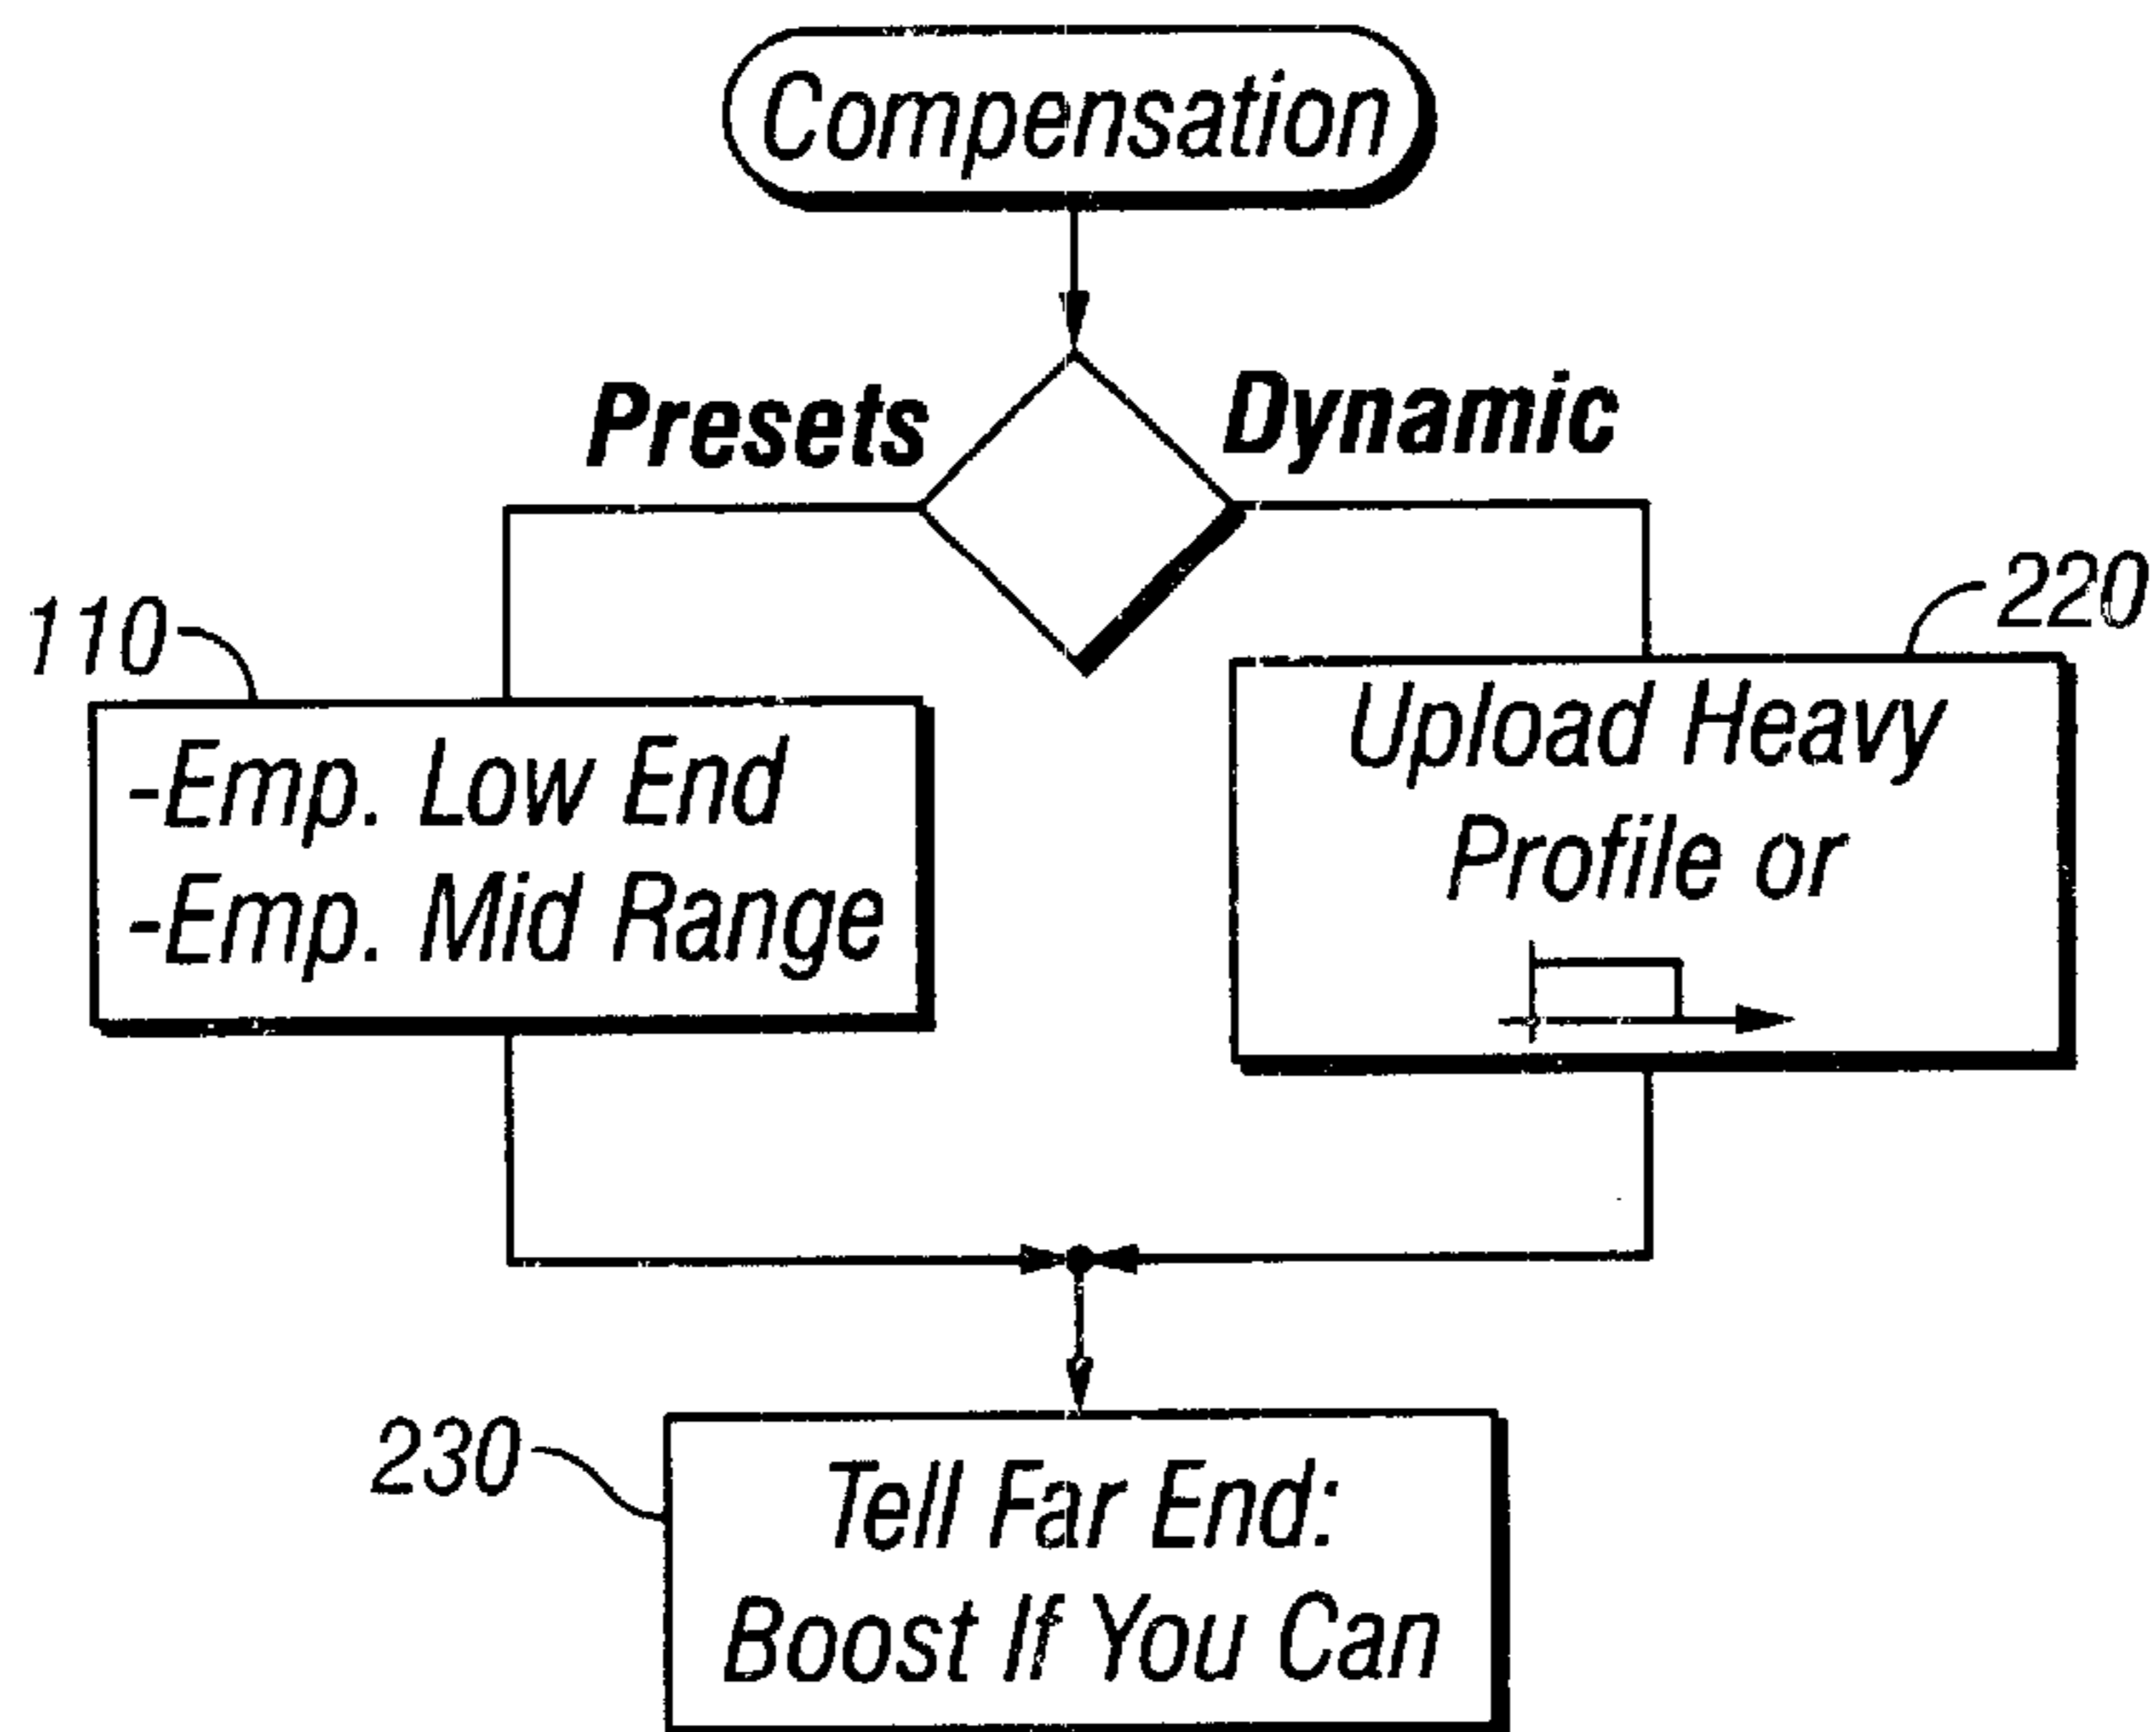 Compensation
Presets
Dynamic
110
220
-Emp. Low End
-Emp. Mid Range
Upload Heavy
Profile or
230
Tell Far End:
Boost If You Can